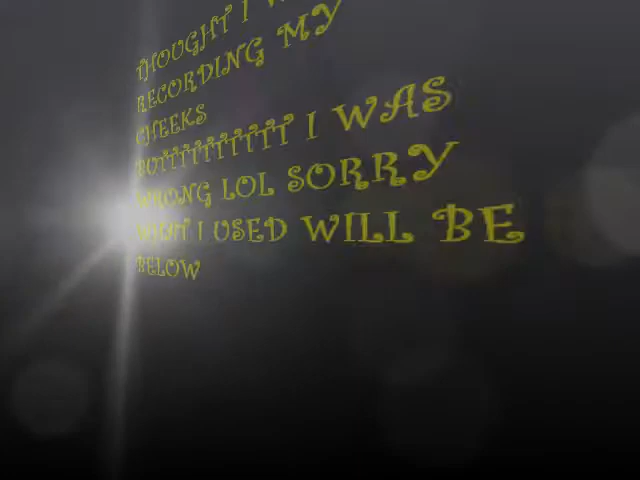 THOUGHT I
RECORDING MY
CHEEKS
BUTTTTTTTTTT I WAS
WRONG LOL SORRY
WHAT I USED WILL BE
BELOW